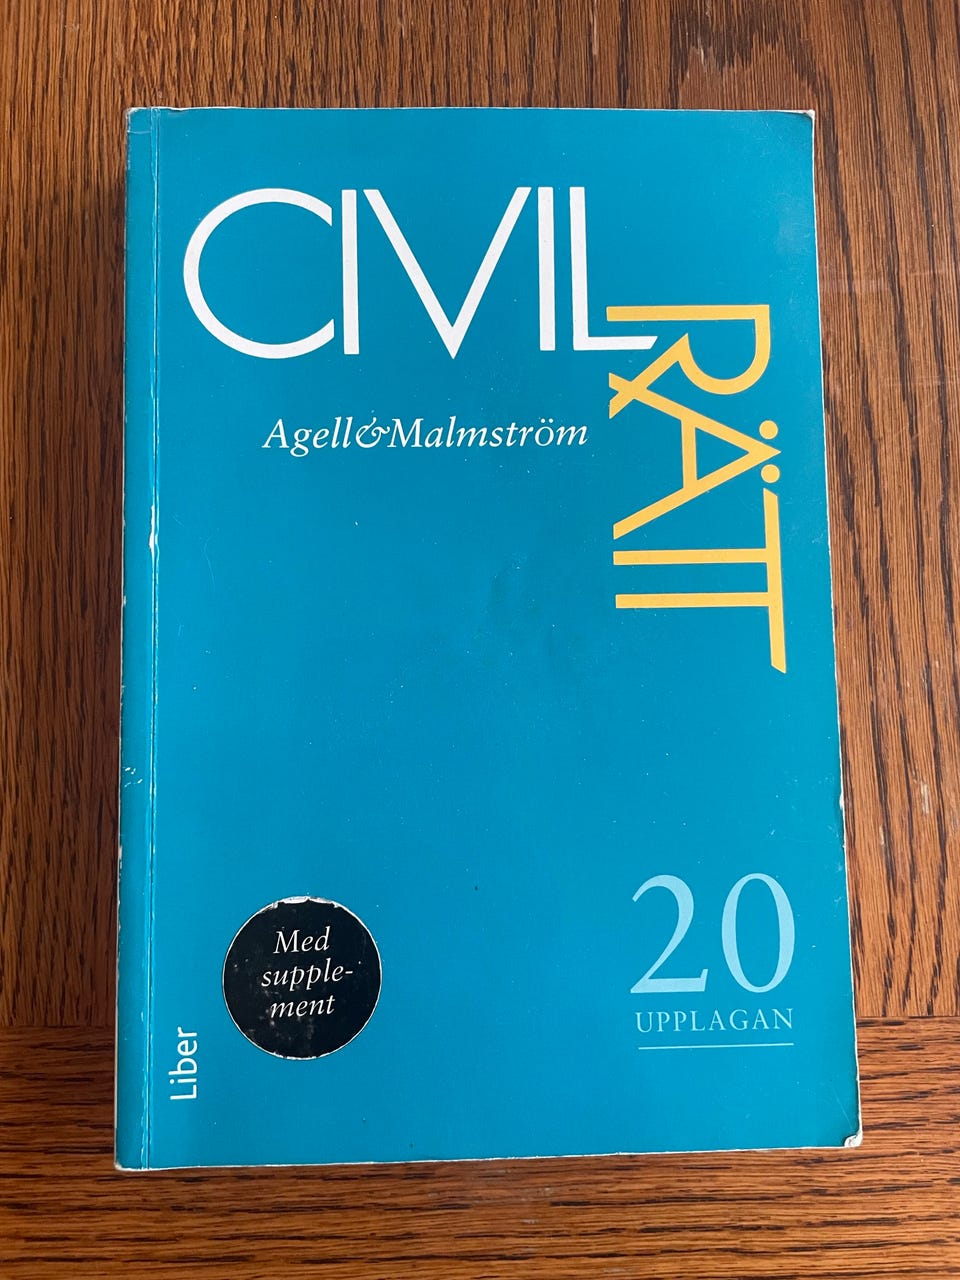 CIVIL
RÄTT
Agell&Malmström
20
UPPLAGAN
Med
supple-
ment
Liber